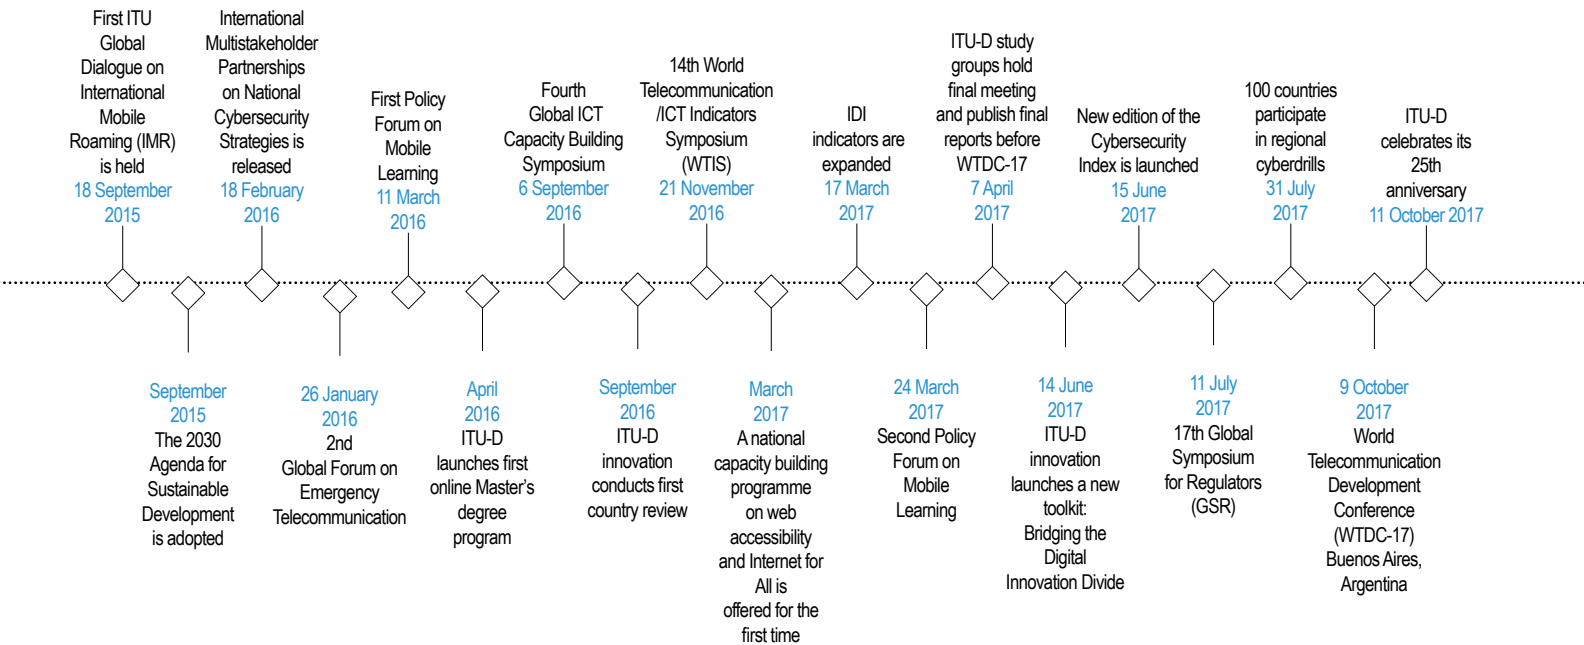 First ITU
Global
Dialogue on
International
Mobile
Roaming (IMR)
is held
18 September
2015
International
Multistakeholder
Partnerships
on National
Cybersecurity
Strategies is
released
18 February
2016
First Policy
Forum on
Mobile
Learning
11 March
2016
Fourth
Global ICT
Capacity Building
Symposium
6 September
2016
14th World
Telecommunication
/ICT Indicators
Symposium
(WTIS)
21 November
2016
IDI
indicators are
expanded
17 March
2017
ITU-D study
groups hold
final meeting
and publish final
reports before
WTDC-17
7 April
2017
New edition of the
Cybersecurity
Index is launched
15 June
2017
100 countries
participate
in regional
cyberdrills
31 July
2017
ITU-D
celebrates its
25th
anniversary
11 October 2017
September
2015
The 2030
Agenda for
Sustainable
Development
is adopted
26 January
2016
2nd
Global Forum on
Emergency
Telecommunication
April
2016
ITU-D
launches first
online Master's
degree
program
September
2016
ITU-D
innovation
conducts first
country review
March
2017
A national
capacity building
programme
on web
accessibility
and Internet for
All is
offered for the
first time
24 March
2017
Second Policy
Forum on
Mobile
Learning
14 June
2017
ITU-D
innovation
launches a new
toolkit:
Bridging the
Digital
Innovation Divide
11 July
2017
17th Global
Symposium
for Regulators
(GSR)
9 October
2017
World
Telecommunication
Development
Conference
(WTDC-17)
Buenos Aires,
Argentina